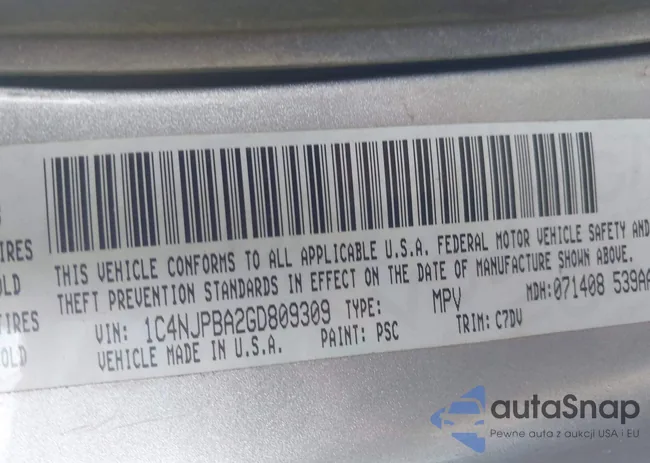 IRES
OLD
IRES
OLD
THIS VEHICLE CONFORMS TO ALL APPLICABLE U.S.A. FEDERAL MOTOR VEHICLE SAFETY AND
THEFT PREVENTION STANDARDS IN EFFECT ON THE DATE OF MANUFACTURE SHOWN ABOVE.
VIN: 1C4NJPBA2GD809309 TYPE: MPV MDH:071408 539AA
VEHICLE MADE IN U.S.A. PAINT: PSC TRIM: C7DV
autaSnap
Pewne auta z aukcji USA i EU